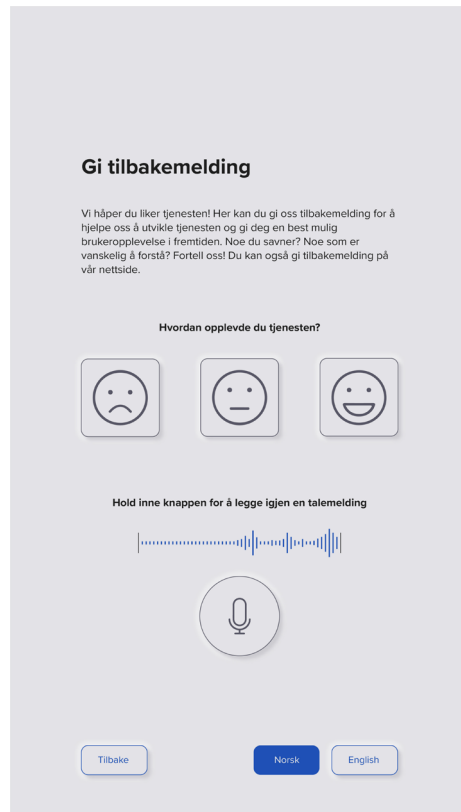 Gi tilbakemelding
Vi håper du liker tjenesten! Her kan du gi oss tilbakemelding for å
hjelpe oss å utvikle tjenesten og gi deg en best mulig
brukeropplevelse i fremtiden. Noe du savner? Noe som er
vanskelig å forstå? Fortell oss! Du kan også gi tilbakemelding på
vår nettside.
Hvordan opplevde du tjenesten?
Hold inne knappen for å legge igjen en talemelding
Tilbake
Norsk
English